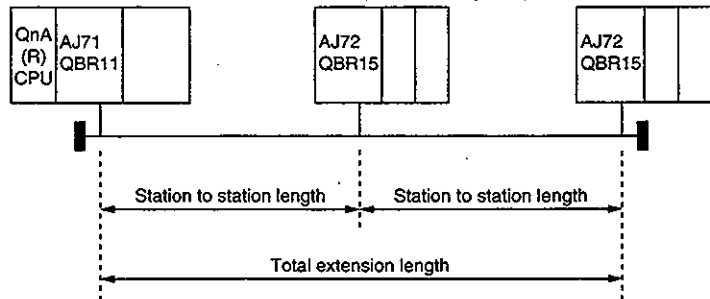 QnA
(R)
CPU
AJ71
QBR11
AJ72
QBR15
AJ72
QBR15
Station to station length
Station to station length
Total extension length